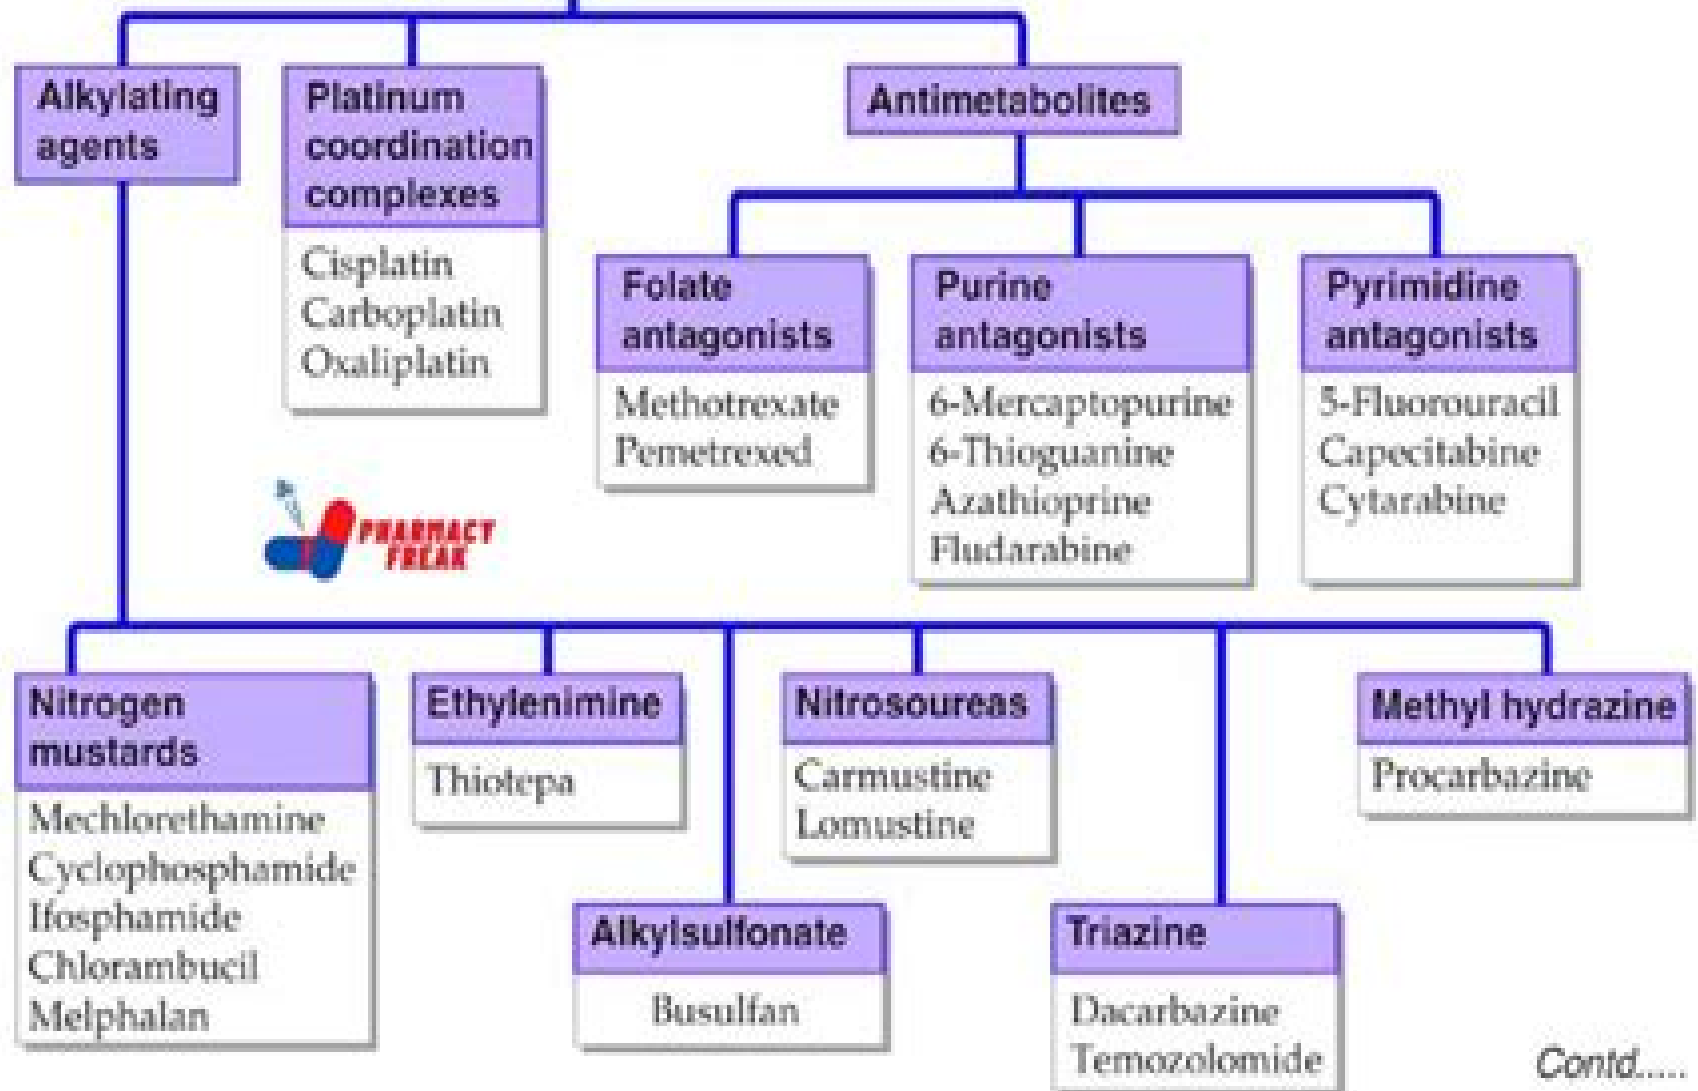 Alkylating
agents
Platinum
coordination
complexes
Cisplatin
Carboplatin
Oxaliplatin
Antimetabolites
Folate
antagonists
Methotrexate
Pemetrexed
Purine
antagonists
6-Mercaptopurine
6-Thioguanine
Azathioprine
Fludarabine
Pyrimidine
antagonists
5-Fluorouracil
Capecitabine
Cytarabine
PHARMACY
FREAK
Nitrogen
mustards
Mechlorethamine
Cyclophosphamide
Ifosphamide
Chlorambucil
Melphalan
Ethylenimine
Thiotepa
Alkylsulfonate
Busulfan
Nitrosoureas
Carmustine
Lomustine
Triazine
Dacarbazine
Temozolomide
Methyl hydrazine
Procarbazine
Contd.....